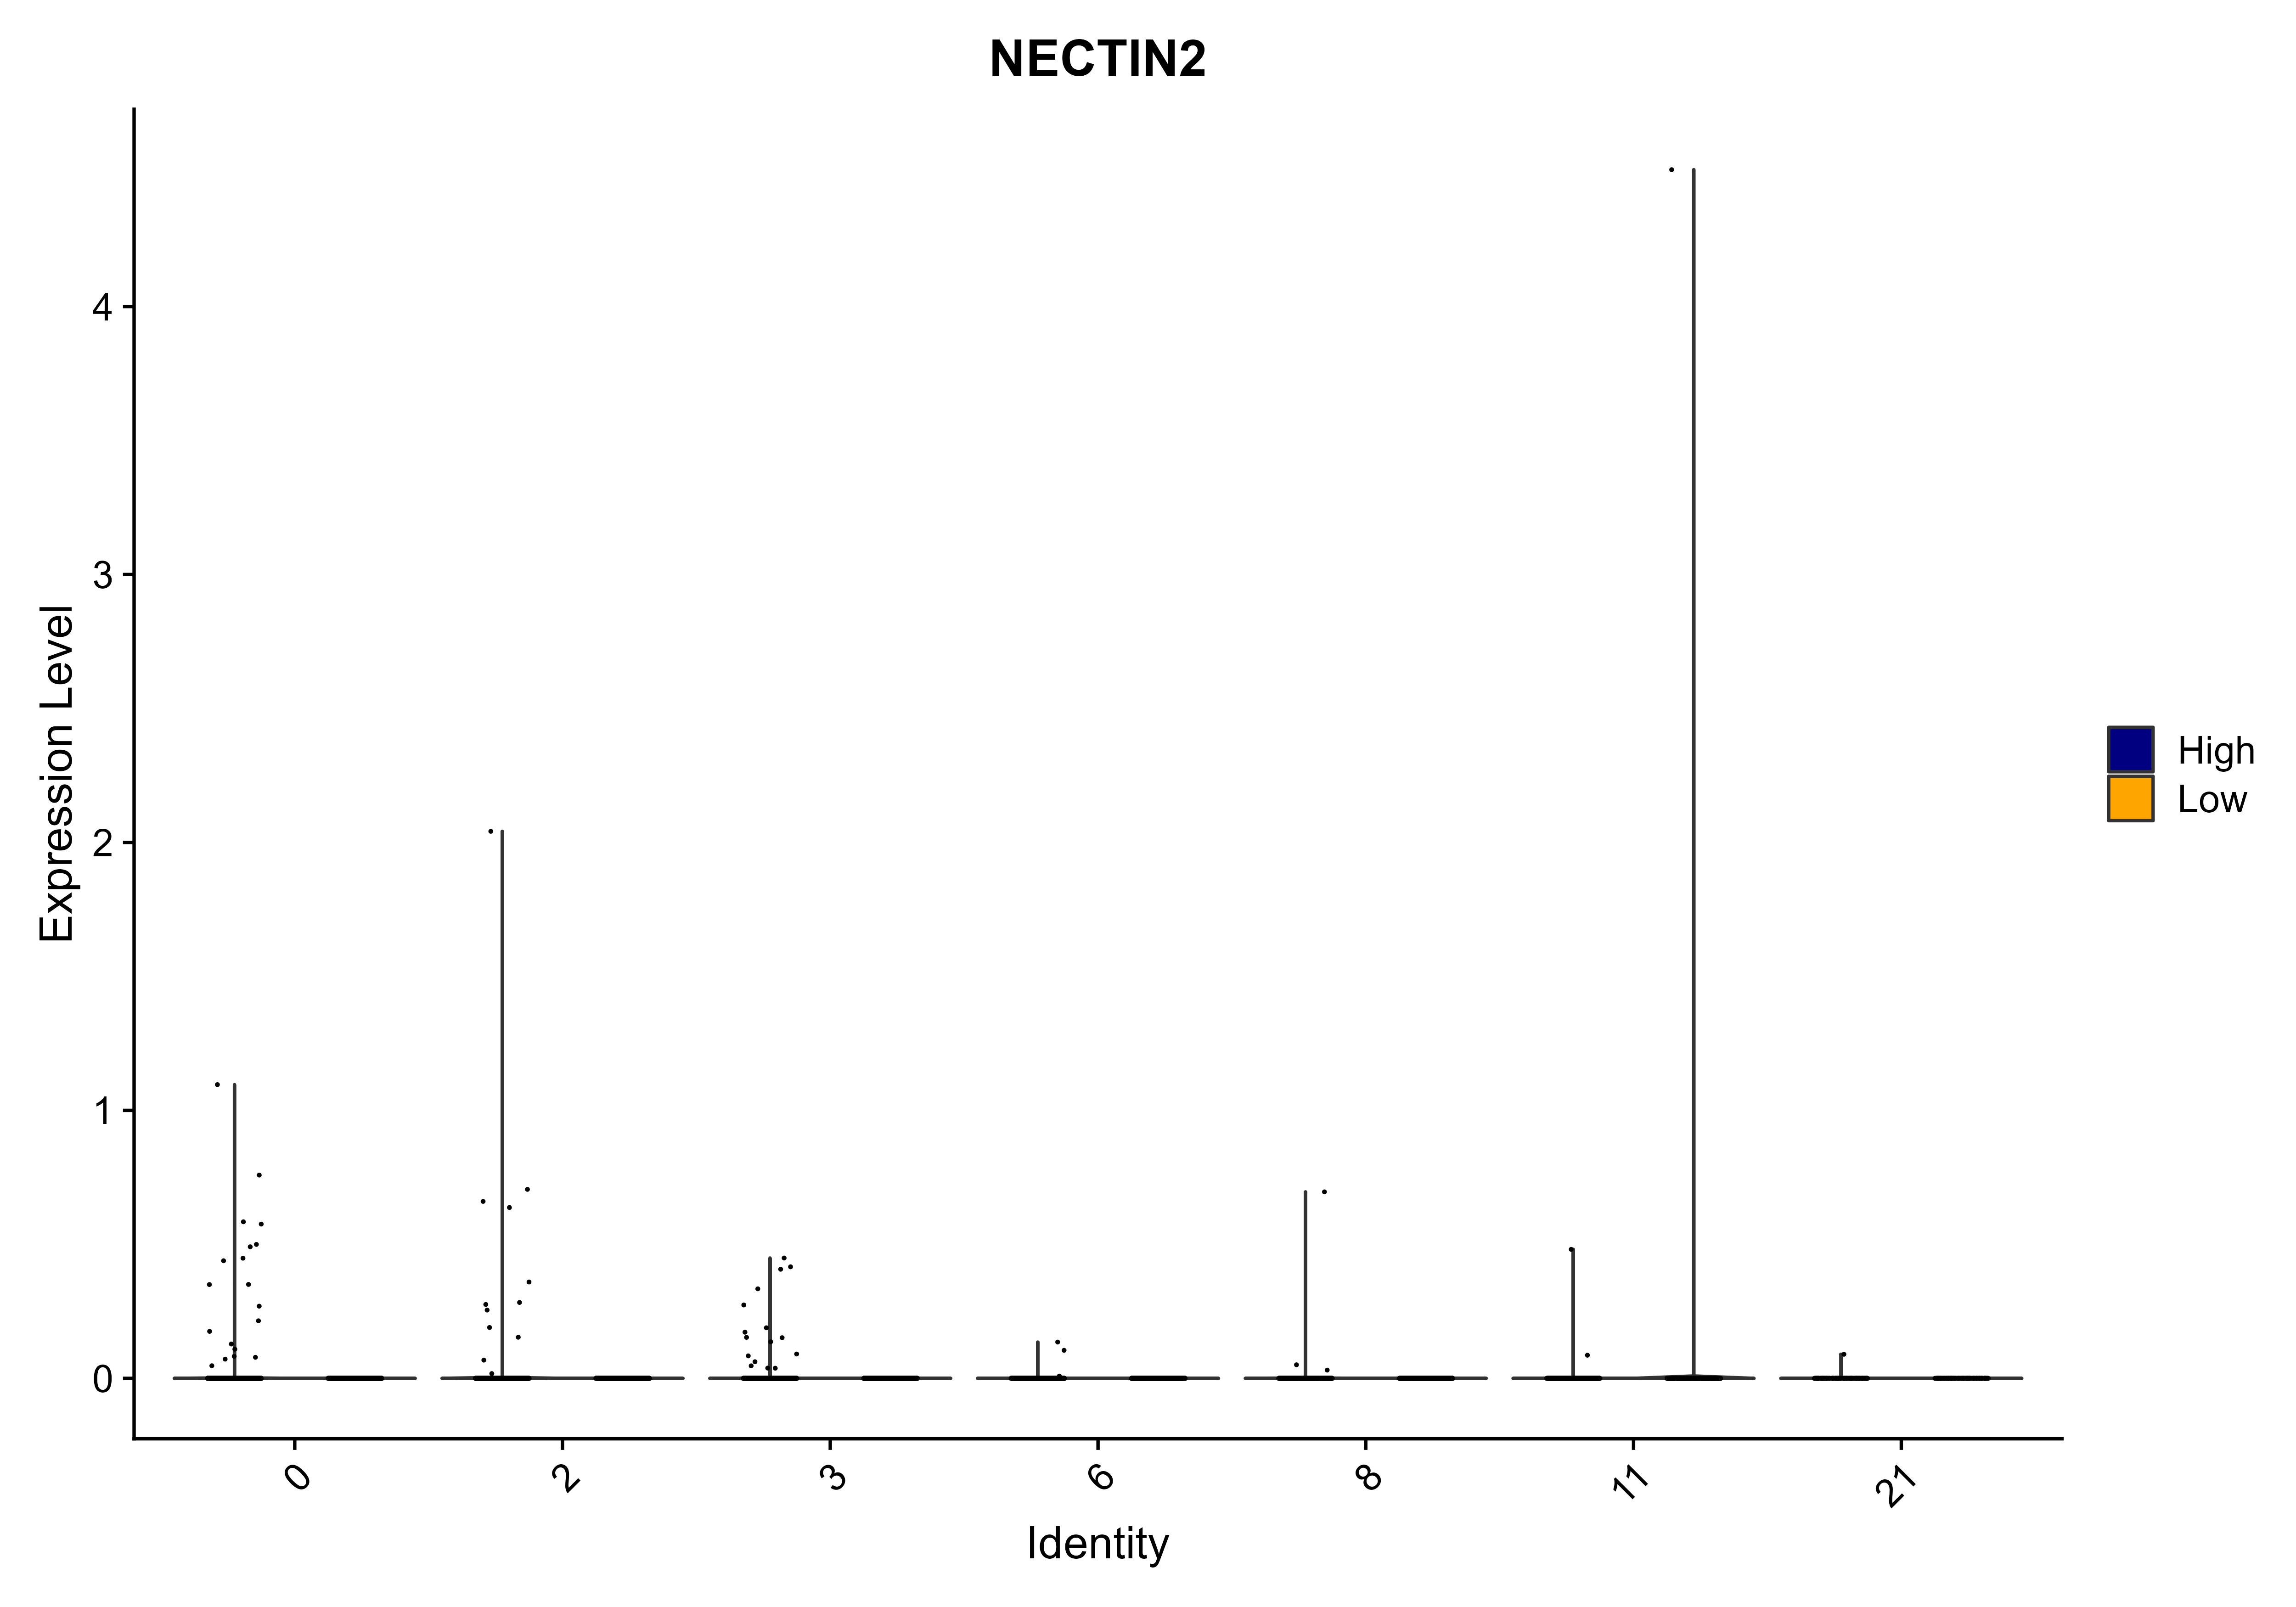 NECTIN2
Expression Level
4
3
2
1
0
0 2 3 6 8 11 21
Identity
High
Low